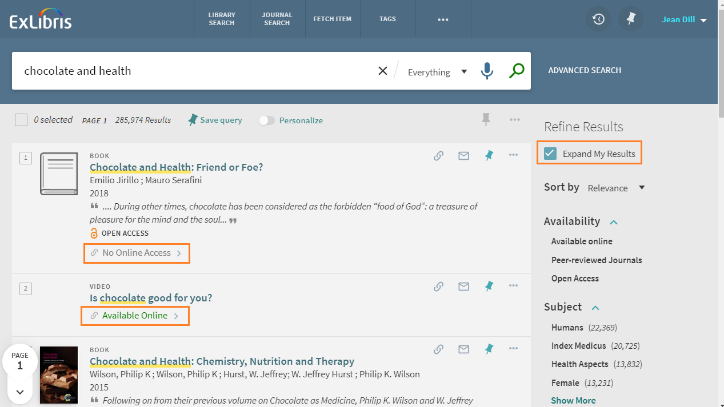 ExLibris
LIBRARY SEARCH
JOURNAL SEARCH
FETCH ITEM
TAGS
Jean Dill
chocolate and health
Everything
ADVANCED SEARCH
0 selected PAGE 1 285,974 Results Save query Personalize
1
BOOK
Chocolate and Health: Friend or Foe?
Emilio Jirillo ; Mauro Serafini
2018
“ .... During other times, chocolate has been considered as the forbidden “food of God”: a treasure of
pleasure for the mind and the soul... ”
OPEN ACCESS
No Online Access
2
VIDEO
Is chocolate good for you?
Available Online
BOOK
Chocolate and Health: Chemistry, Nutrition and Therapy
Wilson, Philip K ; Wilson, Philip K ; Hurst, W. Jeffrey; W. Jeffrey Hurst ; Philip K. Wilson
2015
“ Following on from their previous volume on Chocolate as Medicine, Philip K. Wilson and W. Jeffrey
PAGE
1
Refine Results
Expand My Results
Sort by Relevance
Availability
Available online
Peer-reviewed Journals
Open Access
Subject
Humans (22,369)
Index Medicus (20,725)
Health Aspects (13,832)
Female (13,231)
Show More